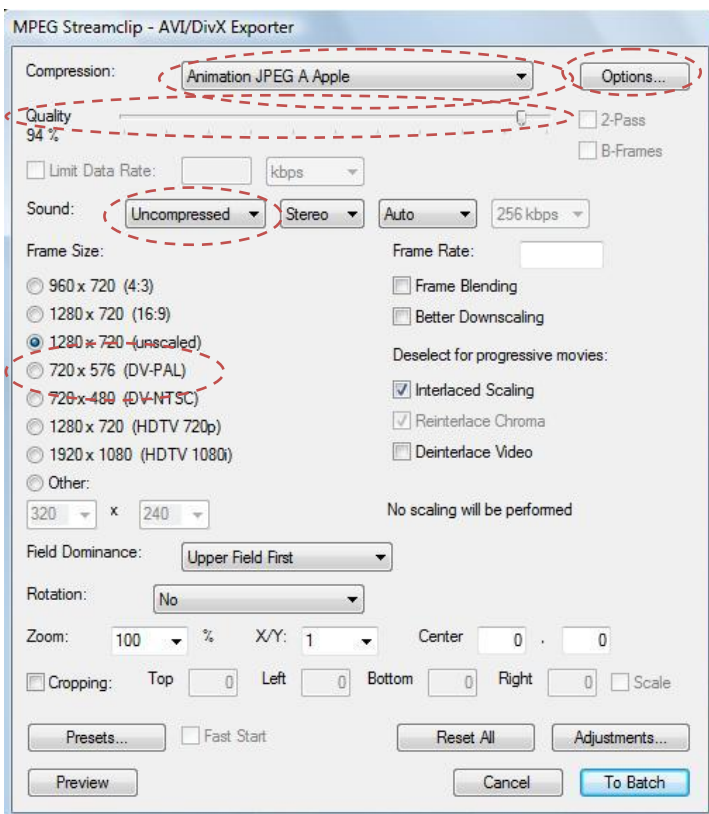 MPEG Streamclip - AVI/DivX Exporter
Compression: Animation JPEG A Apple Options...
Quality
94 %
2-Pass
B-Frames
Limit Data Rate: kbps
Sound: Uncompressed Stereo Auto 256 kbps
Frame Size: Frame Rate:
960 x 720 (4:3) Frame Blending
1280 x 720 (16:9) Better Downscaling
1280 x 720 (unscaled)
Deselect for progressive movies:
720 x 576 (DV-PAL)
Interlaced Scaling
720 x 480 (DV-NTSC)
Reinterlace Chroma
1280 x 720 (HDTV 720p)
1920 x 1080 (HDTV 1080i) Deinterlace Video
Other:
320 x 240 No scaling will be performed
Field Dominance: Upper Field First
Rotation: No
Zoom: 100 % X/Y: 1 Center 0 . 0
Cropping: Top 0 Left 0 Bottom 0 Right 0 Scale
Presets... Fast Start Reset All Adjustments...
Preview Cancel To Batch